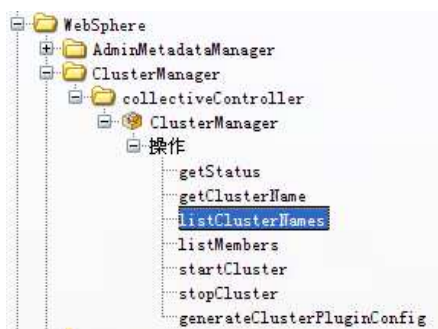 WebSphere
AdminMetadataManager
ClusterManager
collectiveController
ClusterManager
操作
getStatus
getClusterName
listClusterNames
listMembers
startCluster
stopCluster
generateClusterPluginConfig